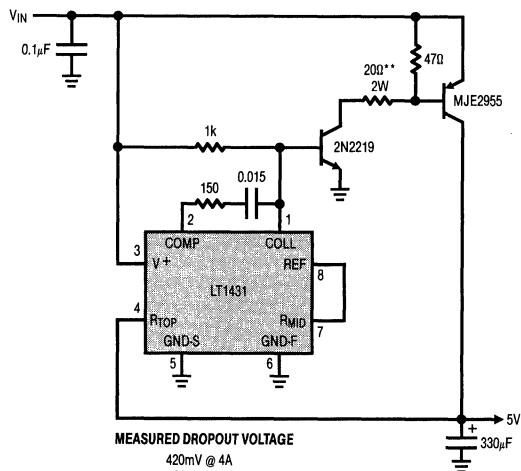 VIN
0.1µF
20Ω**
2W
47Ω
MJE2955
1k
2N2219
150
0.015
2
1
COMP
COLL
3
V+
REF
8
LT1431
4
RTOP
RMID
7
GND-S
GND-F
5
6
5V
+
330µF
MEASURED DROPOUT VOLTAGE
420mV @ 4A